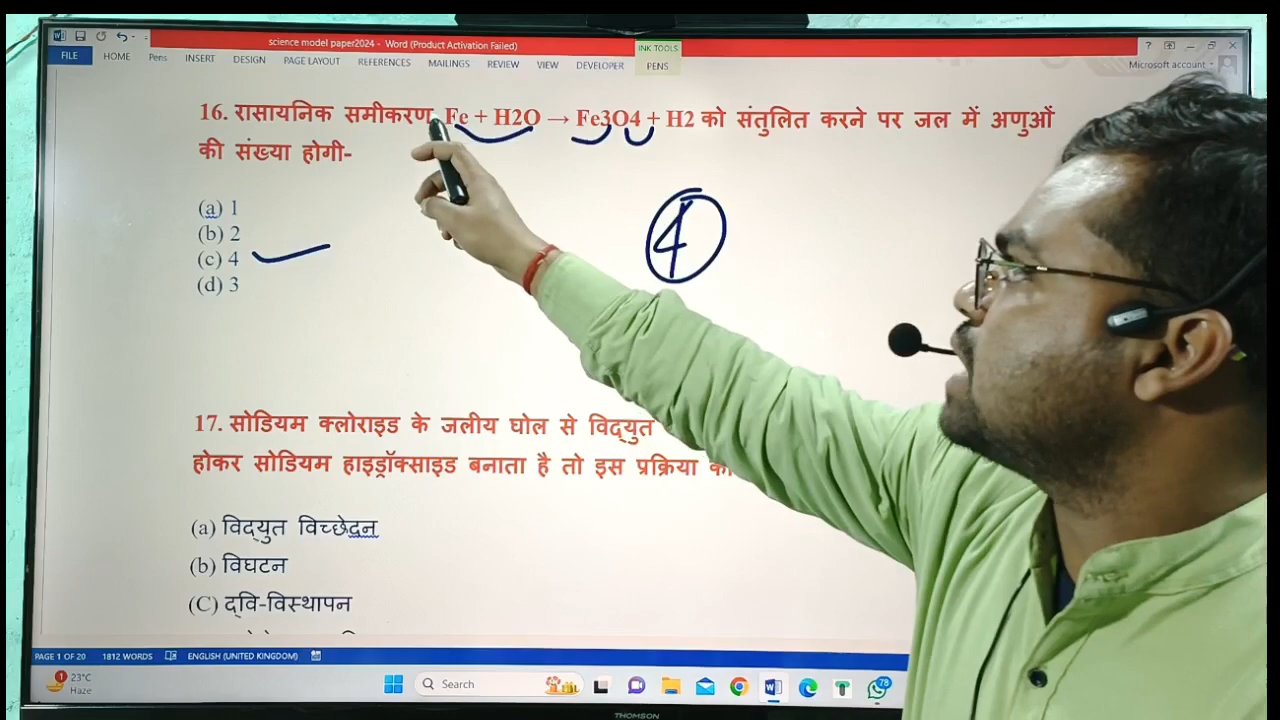 science model paper2024 - Word (Product Activation Failed)
INK TOOLS
FILE HOME Pens INSERT DESIGN PAGE LAYOUT REFERENCES MAILINGS REVIEW VIEW DEVELOPER PENS
Microsoft account
16. रासायनिक समीकरण Fe + H2O → Fe3O4 + H2 को संतुलित करने पर जल में अणुओं
की संख्या होगी-
(a) 1
(b) 2
(c) 4
(d) 3
4
17. सोडियम क्लोराइड के जलीय घोल से विद्युत
होकर सोडियम हाइड्रॉक्साइड बनाता है तो इस प्रक्रिया
(a) विद्युत विच्छेदन
(b) विघटन
(C) द्वि-विस्थापन
PAGE 1 OF 20 1812 WORDS ENGLISH (UNITED KINGDOM)
1
23°C
Haze
Search
78
THOMSON